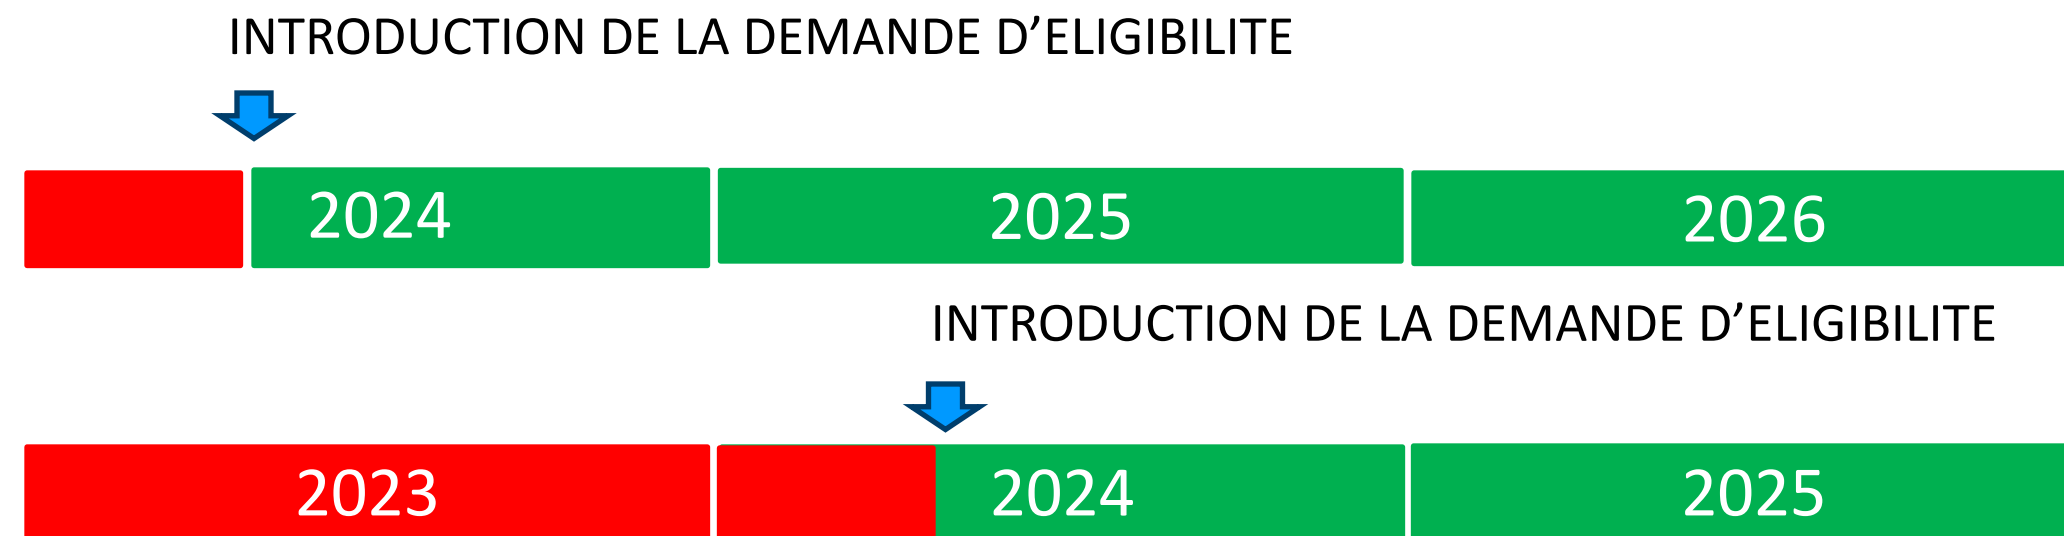 INTRODUCTION DE LA DEMANDE D’ELIGIBILITE
2024 2025 2026
INTRODUCTION DE LA DEMANDE D’ELIGIBILITE
2023 2024 2025